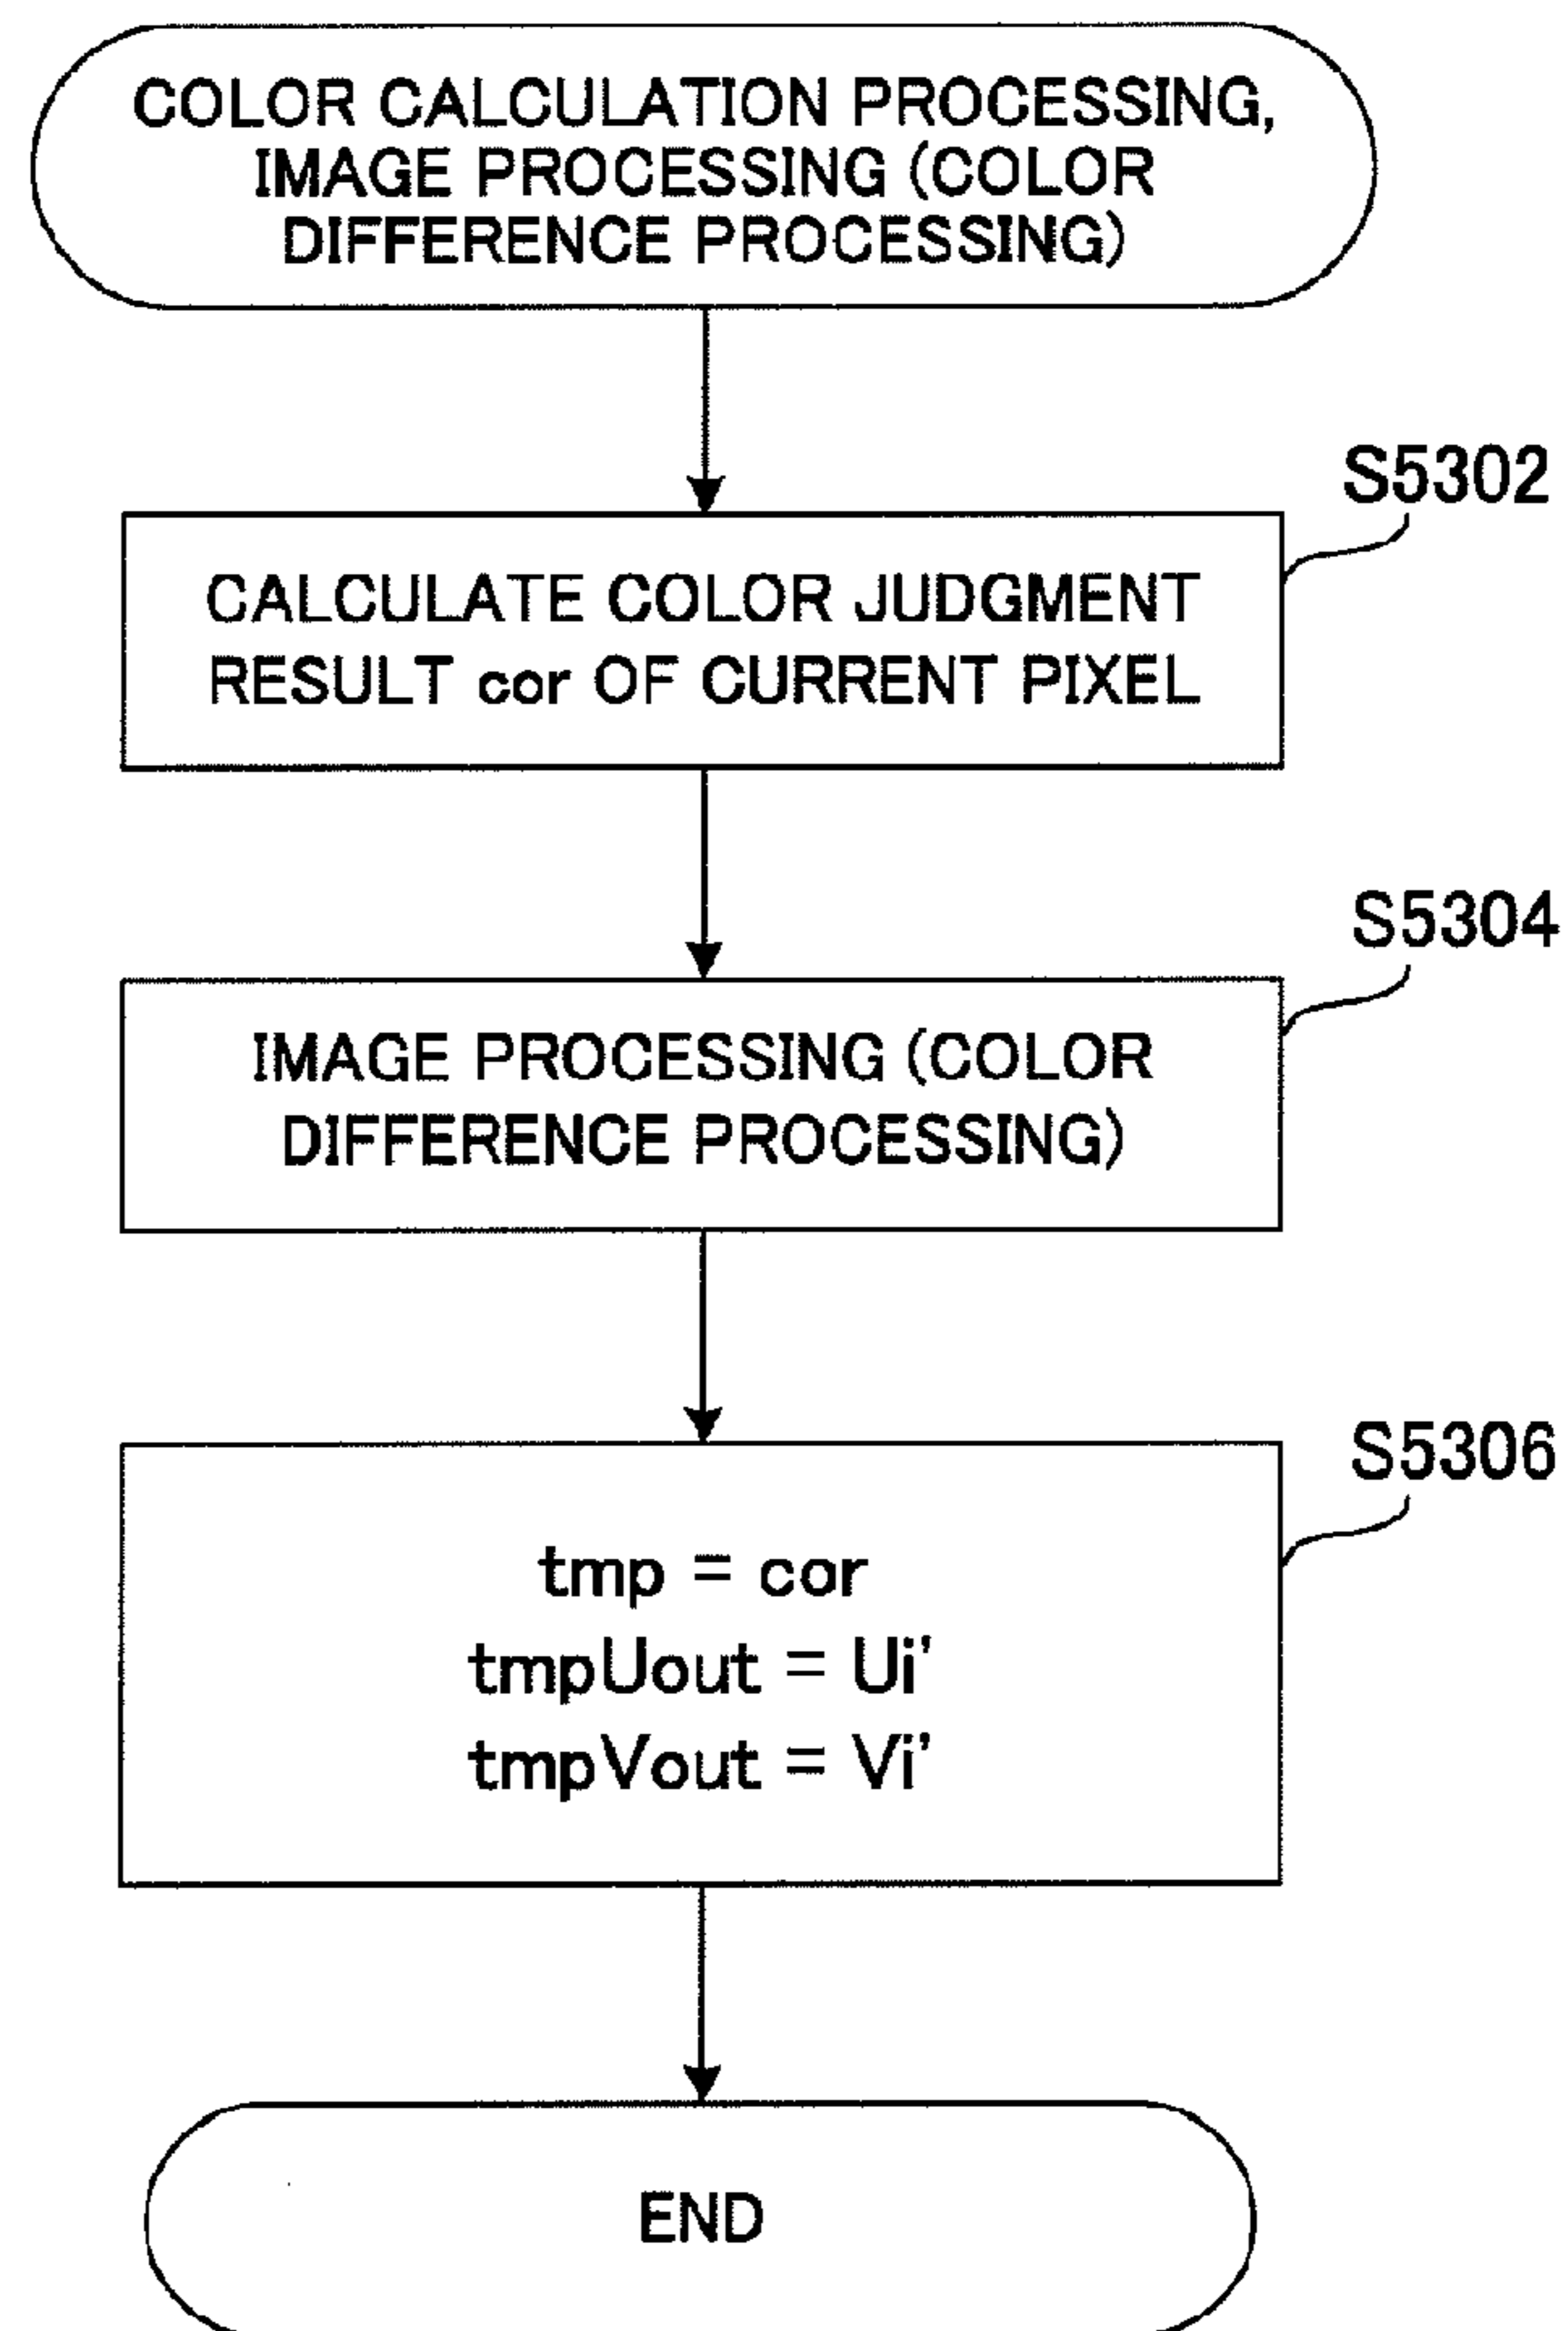 COLOR CALCULATION PROCESSING,
IMAGE PROCESSING (COLOR
DIFFERENCE PROCESSING)
S5302
CALCULATE COLOR JUDGMENT
RESULT cor OF CURRENT PIXEL
S5304
IMAGE PROCESSING (COLOR
DIFFERENCE PROCESSING)
S5306
tmp = cor
tmpUout = Ui'
tmpVout = Vi'
END